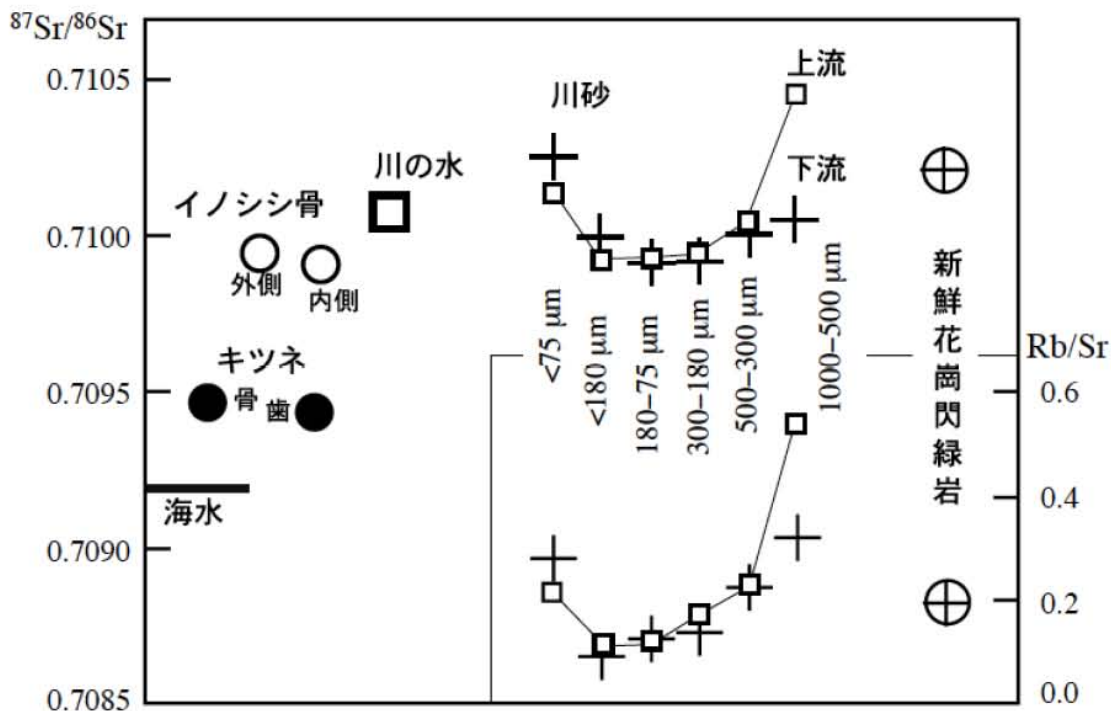 ⁸⁷Sr/⁸⁶Sr
0.7105
0.7100
0.7095
0.7090
0.7085
川の水
イノシシ骨
外側
内側
キツネ
骨
歯
海水
川砂
上流
下流
<75 μm
<180 μm
180–75 μm
300–180 μm
500–300 μm
1000–500 μm
新鮮花崗閃緑岩
Rb/Sr
0.6
0.4
0.2
0.0